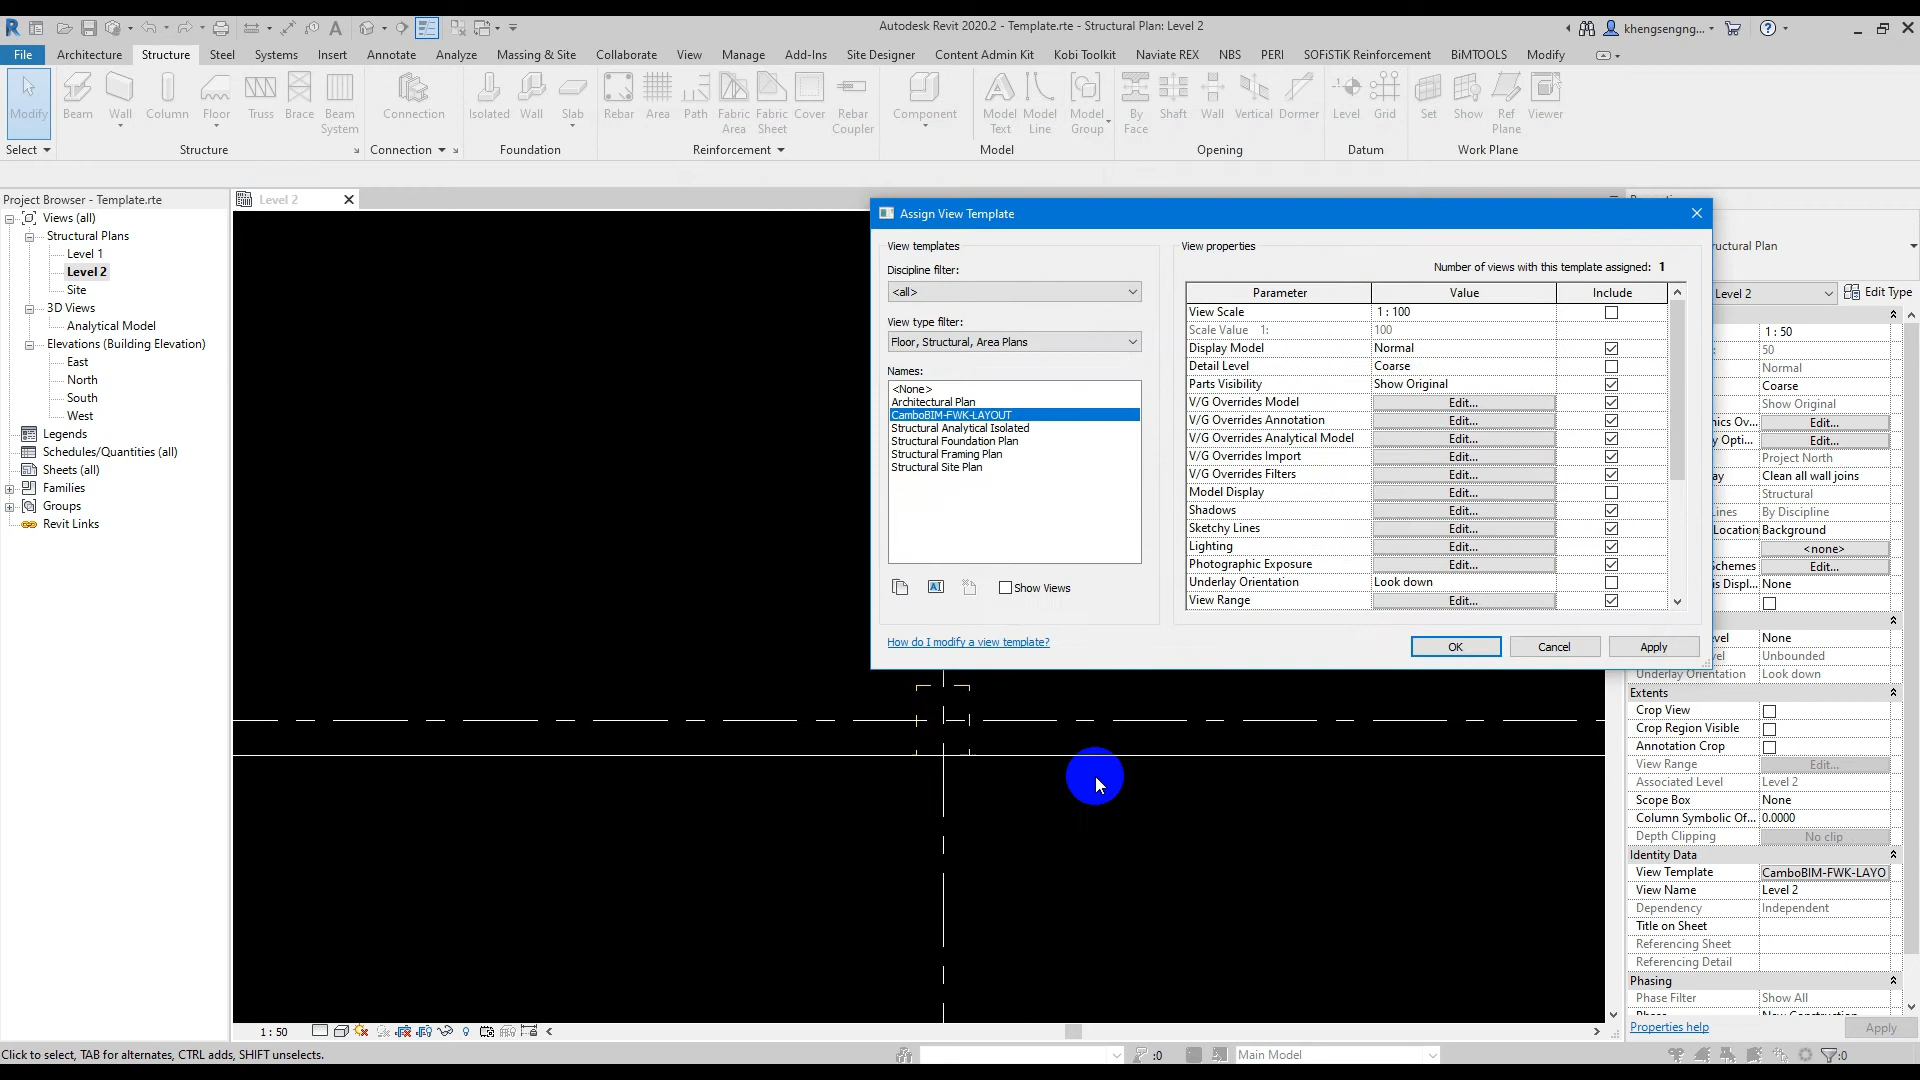 Autodesk Revit 2020.2 - Template.rte - Structural Plan: Level 2
khengsengng...
File Architecture Structure Steel Systems Insert Annotate Analyze Massing & Site Collaborate View Manage Add-Ins Site Designer Content Admin Kit Kobi Toolkit Naviate REX NBS PERI SOFiSTiK Reinforcement BiMTOOLS Modify
Modify Beam Wall Column Floor Truss Brace Beam System Connection Isolated Wall Slab Rebar Area Path Fabric Area Fabric Sheet Cover Rebar Coupler Component Model Text Model Line Model Group By Face Shaft Wall Vertical Dormer Level Grid Set Show Ref Plane Viewer
Select Structure Connection Foundation Reinforcement Model Opening Datum Work Plane
Project Browser - Template.rte
Views (all)
Structural Plans
Level 1
Level 2
Site
3D Views
Analytical Model
Elevations (Building Elevation)
East
North
South
West
Legends
Schedules/Quantities (all)
Sheets (all)
Families
Groups
Revit Links
Level 2
Assign View Template
View templates
Discipline filter:
<all>
View type filter:
Floor, Structural, Area Plans
Names:
<None>
Architectural Plan
CamboBIM-FWK-LAYOUT
Structural Analytical Isolated
Structural Foundation Plan
Structural Framing Plan
Structural Site Plan
Show Views
How do I modify a view template?
View properties
Number of views with this template assigned: 1
Parameter Value Include
View Scale 1 : 100
Scale Value 1: 100
Display Model Normal
Detail Level Coarse
Parts Visibility Show Original
V/G Overrides Model Edit...
V/G Overrides Annotation Edit...
V/G Overrides Analytical Model Edit...
V/G Overrides Import Edit...
V/G Overrides Filters Edit...
Model Display Edit...
Shadows Edit...
Sketchy Lines Edit...
Lighting Edit...
Photographic Exposure Edit...
Underlay Orientation Look down
View Range Edit...
OK Cancel Apply
uctural Plan
Level 2 Edit Type
1 : 50
50
Normal
Coarse
Show Original
ics Ov... Edit...
y Opti... Edit...
Project North
ay Clean all wall joins
Structural
Lines By Discipline
Location Background
<none>
Schemes Edit...
is Displ... None
evel None
vel Unbounded
Underlay Orientation Look down
Extents
Crop View
Crop Region Visible
Annotation Crop
View Range Edit...
Associated Level Level 2
Scope Box None
Column Symbolic Of... 0.0000
Depth Clipping No clip
Identity Data
View Template CamboBIM-FWK-LAYO
View Name Level 2
Dependency Independent
Title on Sheet
Referencing Sheet
Referencing Detail
Phasing
Phase Filter Show All
Properties help Apply
1 : 50
Click to select, TAB for alternates, CTRL adds, SHIFT unselects.
:0 Main Model :0